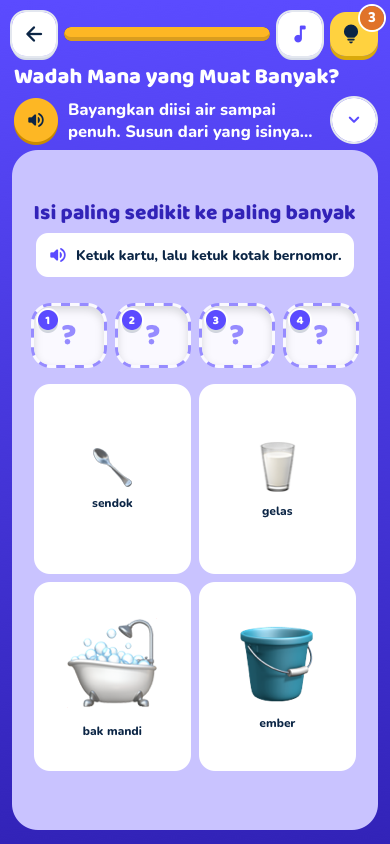 3
Wadah Mana yang Muat Banyak?
Bayangkan diisi air sampai
penuh. Susun dari yang isinya...
Isi paling sedikit ke paling banyak
Ketuk kartu, lalu ketuk kotak bernomor.
1 ? 2 ? 3 ? 4 ?
sendok
gelas
bak mandi
ember